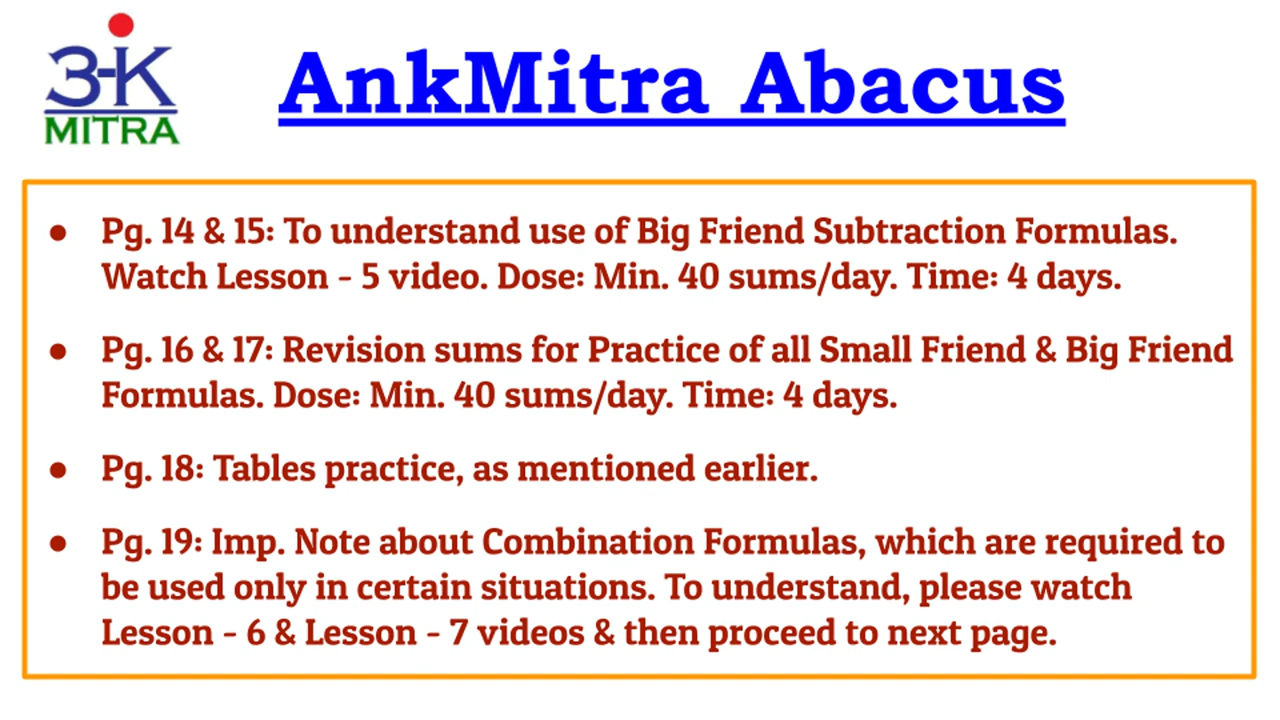 3-K
MITRA
AnkMitra Abacus
● Pg. 14 & 15: To understand use of Big Friend Subtraction Formulas.
Watch Lesson - 5 video. Dose: Min. 40 sums/day. Time: 4 days.
● Pg. 16 & 17: Revision sums for Practice of all Small Friend & Big Friend
Formulas. Dose: Min. 40 sums/day. Time: 4 days.
● Pg. 18: Tables practice, as mentioned earlier.
● Pg. 19: Imp. Note about Combination Formulas, which are required to
be used only in certain situations. To understand, please watch
Lesson - 6 & Lesson - 7 videos & then proceed to next page.